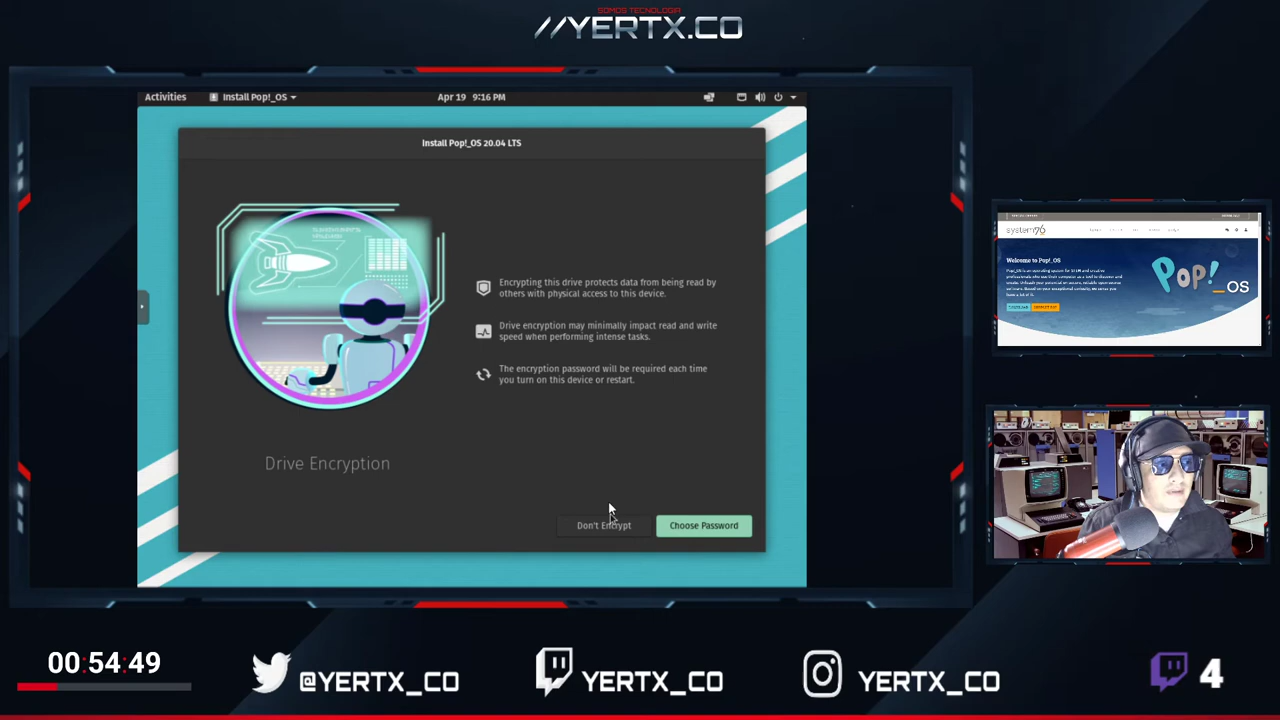 SOMOS TECNOLOGIA
//YERTX.CO
Activities
Install Pop!_OS
Apr 19 9:16 PM
Install Pop!_OS 20.04 LTS
Encrypting this drive protects data from being read by
others with physical access to this device.
Drive encryption may minimally impact read and write
speed when performing intense tasks.
The encryption password will be required each time
you turn on this device or restart.
Drive Encryption
Don't Encrypt
Choose Password
system76
Welcome to Pop!_OS
Pop!_OS
00:54:49
@YERTX_CO
YERTX_CO
YERTX_CO
4